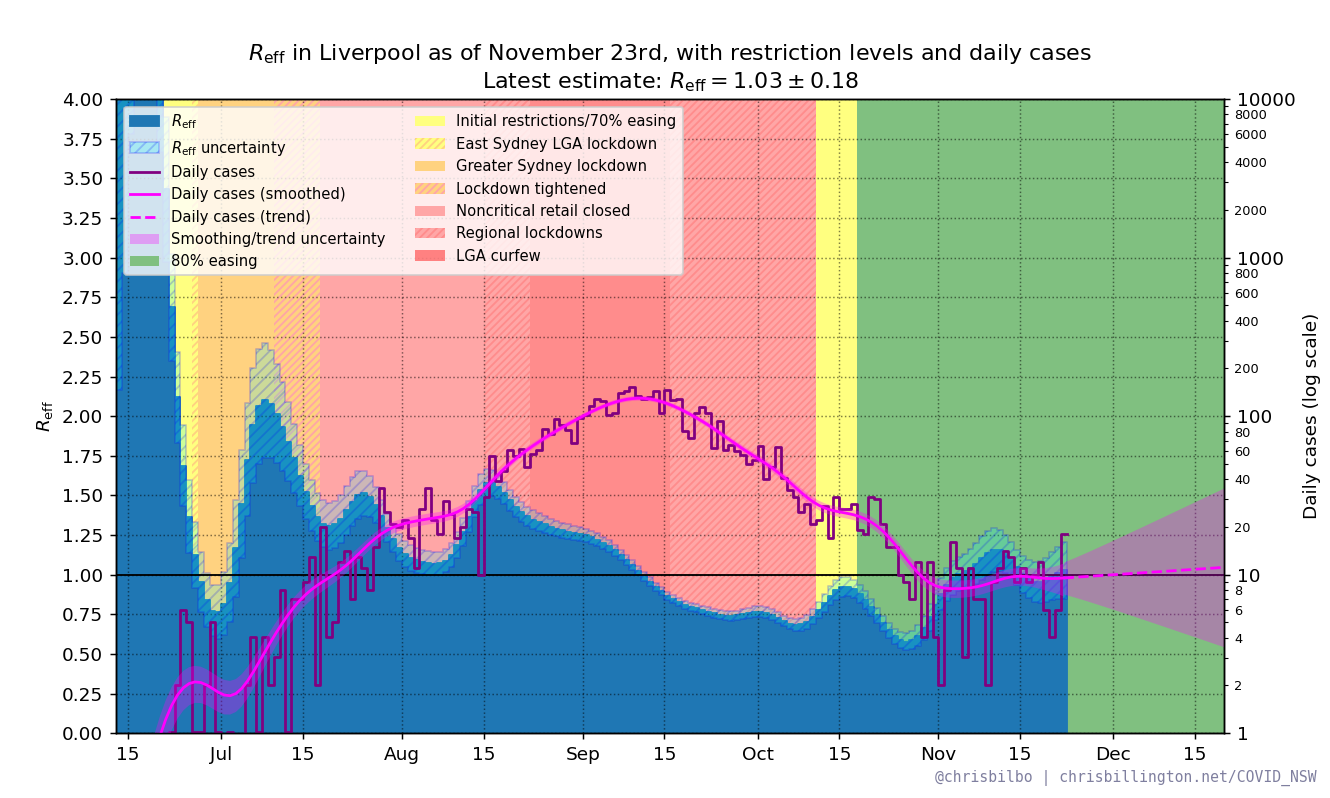 R_eff in Liverpool as of November 23rd, with restriction levels and daily cases
Latest estimate: R_eff = 1.03 ± 0.18
R_eff
R_eff uncertainty
Daily cases
Daily cases (smoothed)
Daily cases (trend)
Smoothing/trend uncertainty
80% easing
Initial restrictions/70% easing
East Sydney LGA lockdown
Greater Sydney lockdown
Lockdown tightened
Noncritical retail closed
Regional lockdowns
LGA curfew
R_eff
4.00
3.75
3.50
3.25
3.00
2.75
2.50
2.25
2.00
1.75
1.50
1.25
1.00
0.75
0.50
0.25
0.00
10000
8000
6000
4000
2000
1000
800
600
400
200
100
80
60
40
20
10
8
6
4
2
1
Daily cases (log scale)
15 Jul 15 Aug 15 Sep 15 Oct 15 Nov 15 Dec 15
@chrisbilbo | chrisbillington.net/COVID_NSW